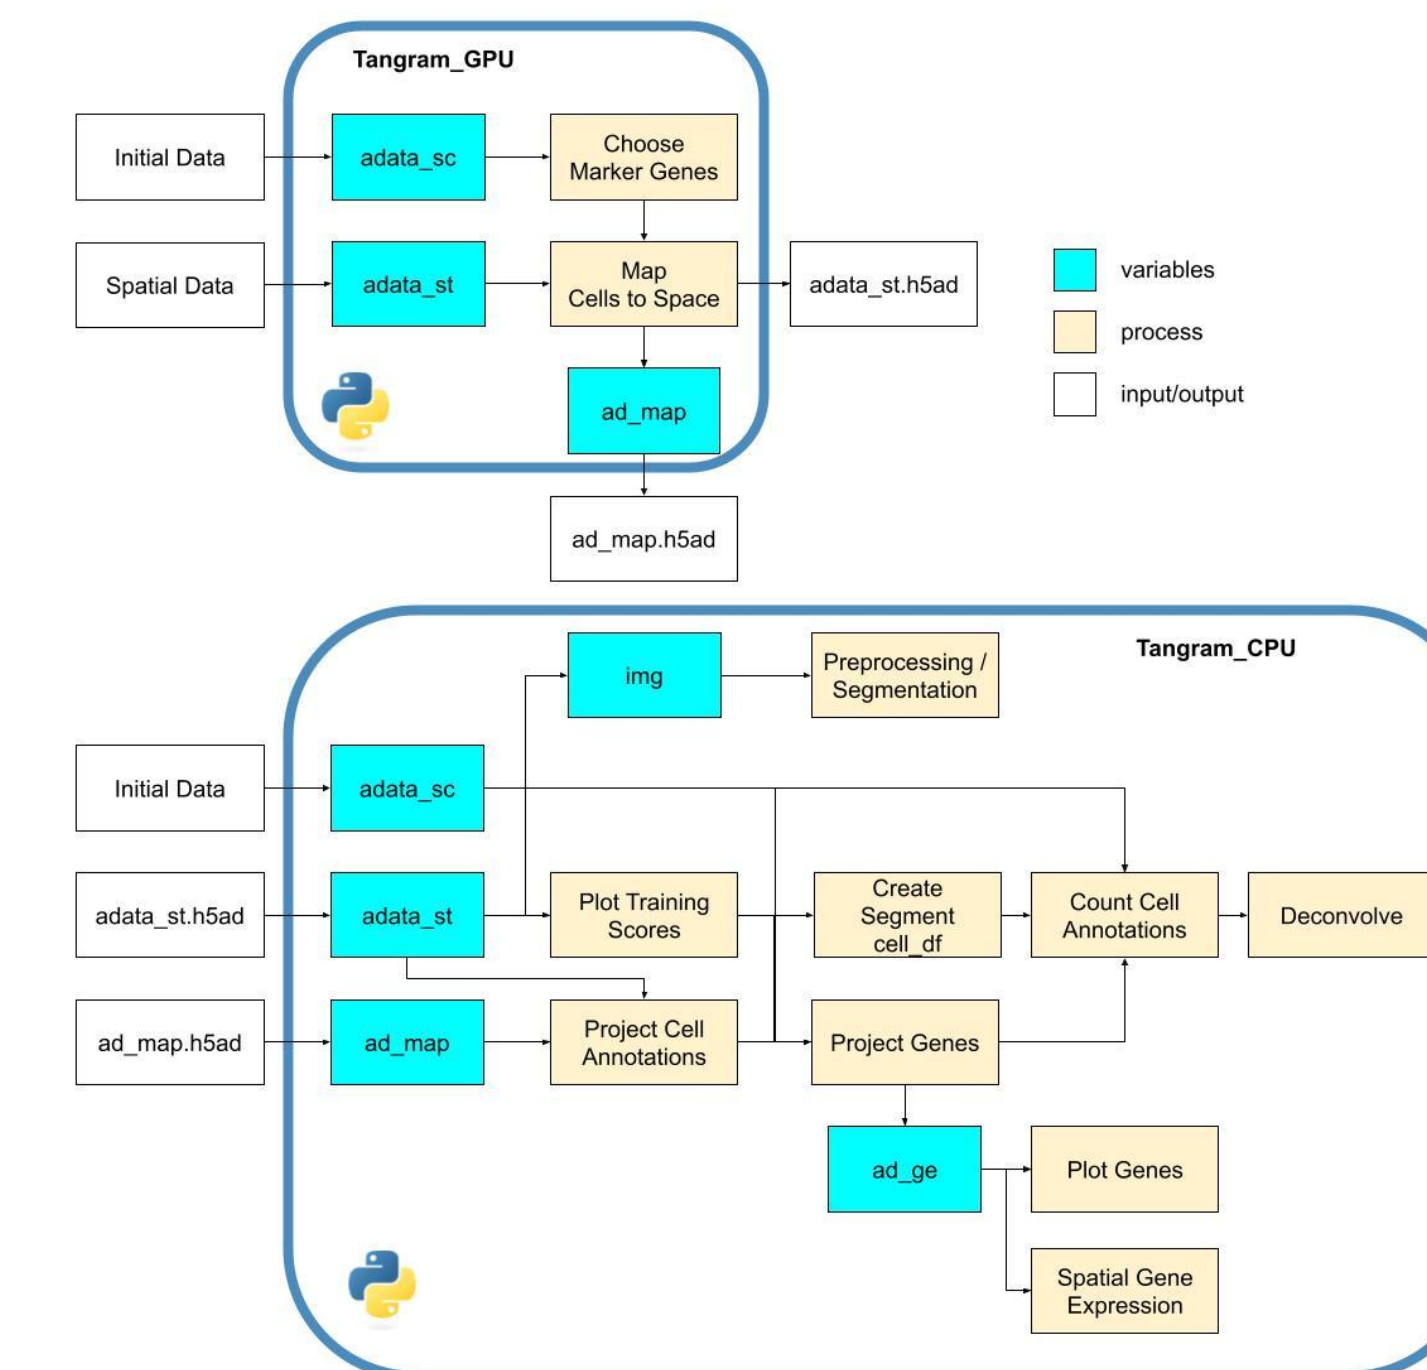 Tangram_GPU
Initial Data
adata_sc
Choose
Marker Genes
Spatial Data
adata_st
Map
Cells to Space
adata_st.h5ad
variables
process
input/output
ad_map
ad_map.h5ad
Tangram_CPU
img
Preprocessing /
Segmentation
Initial Data
adata_sc
adata_st.h5ad
adata_st
Plot Training
Scores
Create
Segment
cell_df
Count Cell
Annotations
Deconvolve
ad_map.h5ad
ad_map
Project Cell
Annotations
Project Genes
ad_ge
Plot Genes
Spatial Gene
Expression